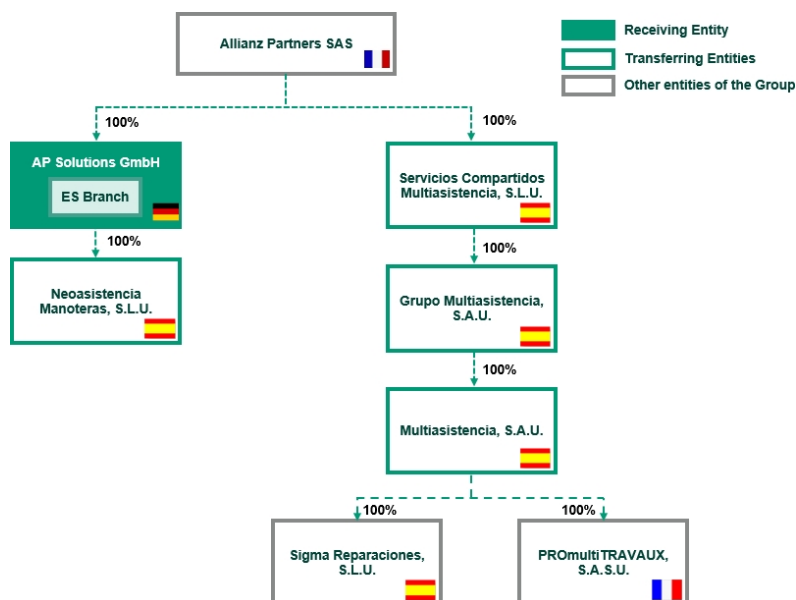 Allianz Partners SAS
Receiving Entity
Transferring Entities
Other entities of the Group
100%
100%
AP Solutions GmbH
ES Branch
Servicios Compartidos
Multiasistencia, S.L.U.
100%
100%
Neoasistencia
Manoteras, S.L.U.
Grupo Multiasistencia,
S.A.U.
100%
Multiasistencia, S.A.U.
100%
100%
Sigma Reparaciones,
S.L.U.
PROmultiTRAVAUX,
S.A.S.U.